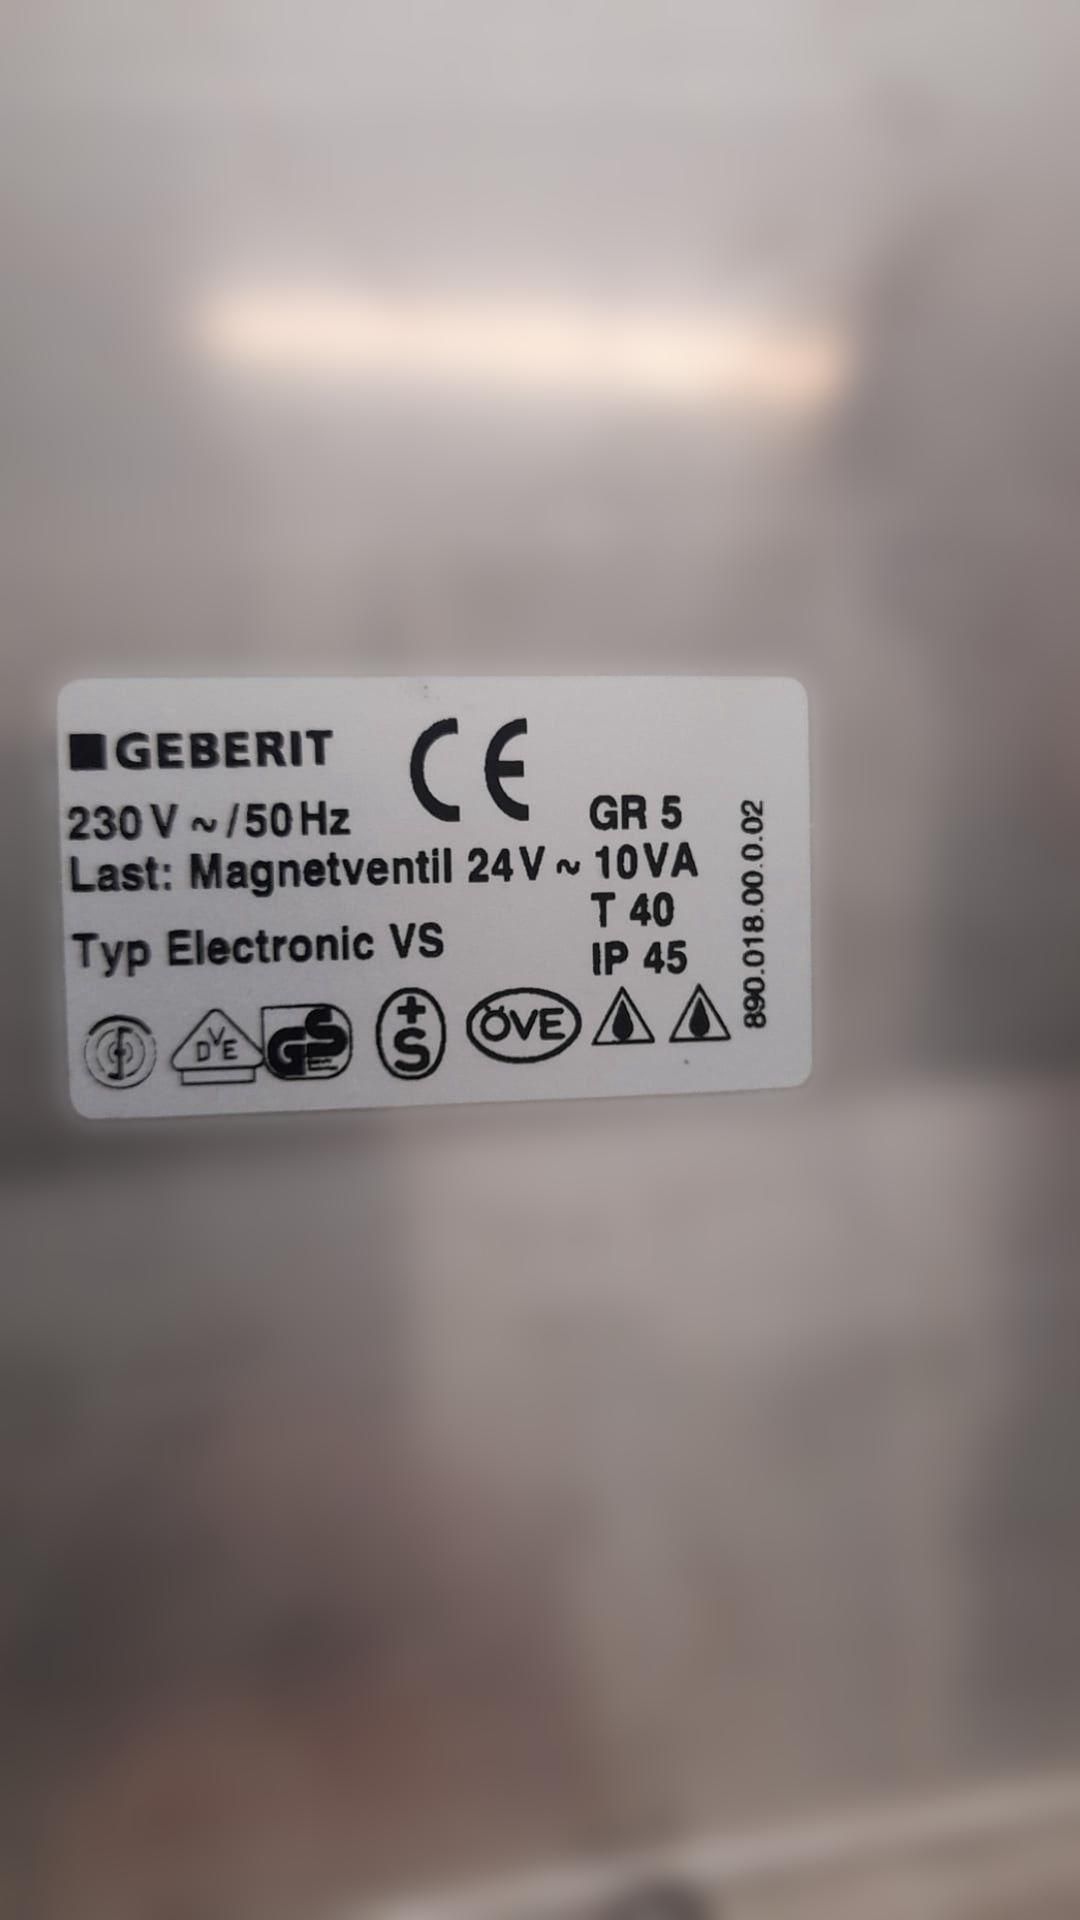 GEBERIT
CE
230 V ~ / 50 Hz
GR 5
Last: Magnetventil 24 V ~ 10 VA
T 40
Typ Electronic VS
IP 45
DVE
GS
+S
ÖVE
890.018.00.0.02